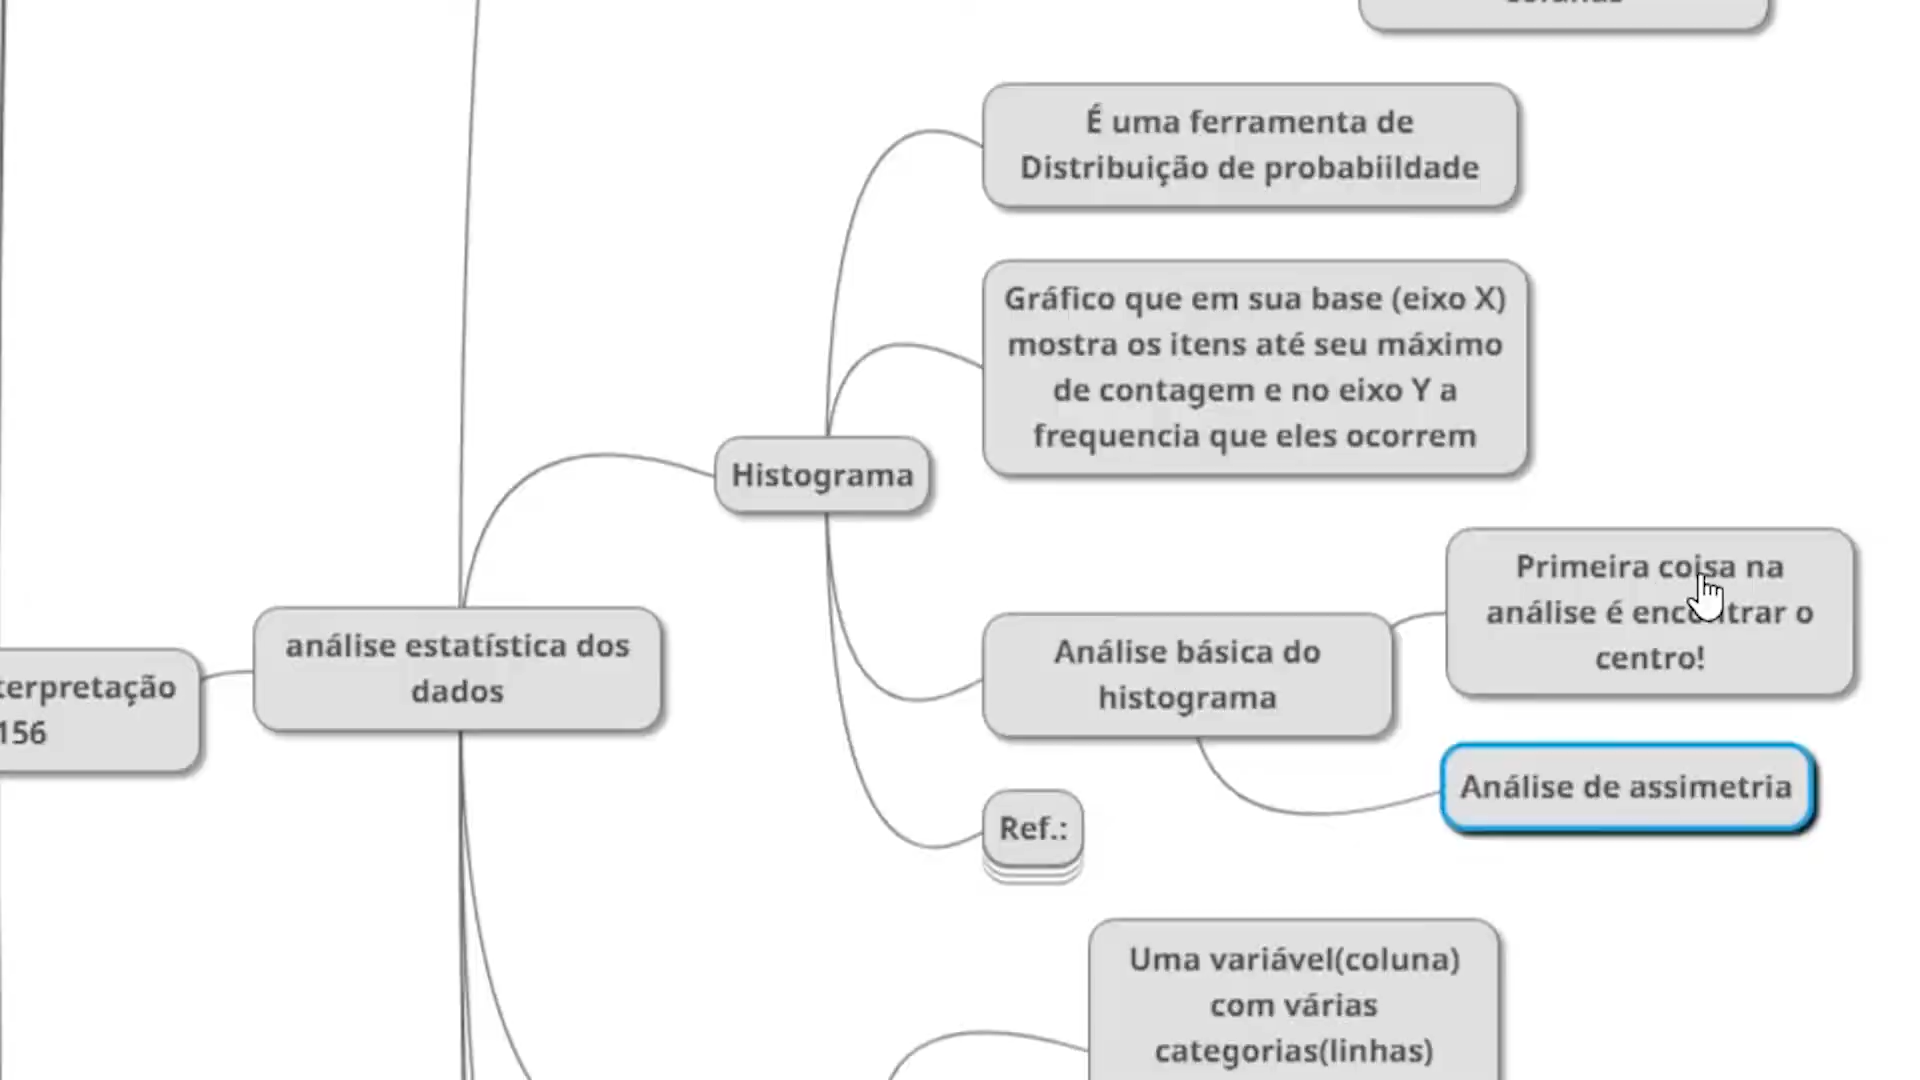 É uma ferramenta de
Distribuição de probabiildade
Gráfico que em sua base (eixo X)
mostra os itens até seu máximo
de contagem e no eixo Y a
frequencia que eles ocorrem
Histograma
Primeira coisa na
análise é encontrar o
centro!
análise estatística dos
dados
Análise básica do
histograma
terpretação
156
Análise de assimetria
Ref.:
Uma variável(coluna)
com várias
categorias(linhas)